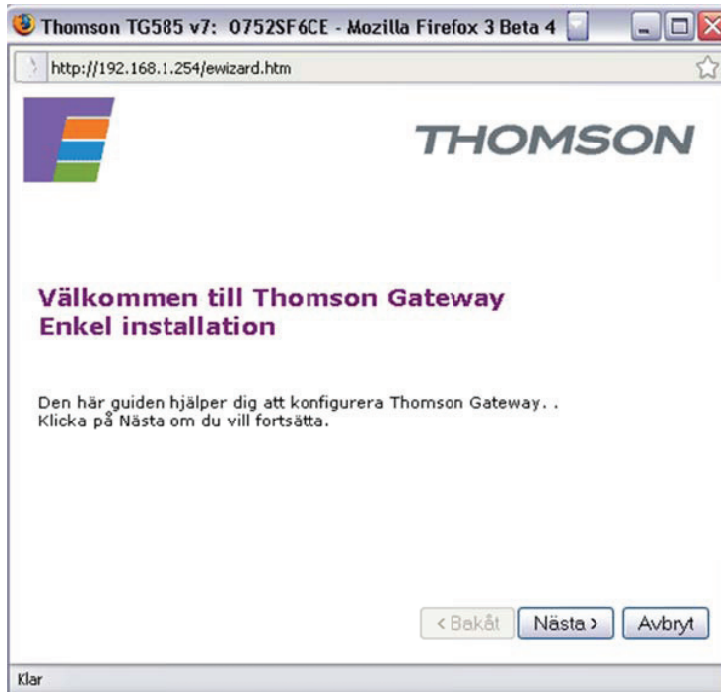 Thomson TG585 v7: 0752SF6CE - Mozilla Firefox 3 Beta 4
http://192.168.1.254/ewizard.htm
THOMSON
Välkommen till Thomson Gateway
Enkel installation
Den här guiden hjälper dig att konfigurera Thomson Gateway. .
Klicka på Nästa om du vill fortsätta.
< Bakåt Nästa > Avbryt
Klar